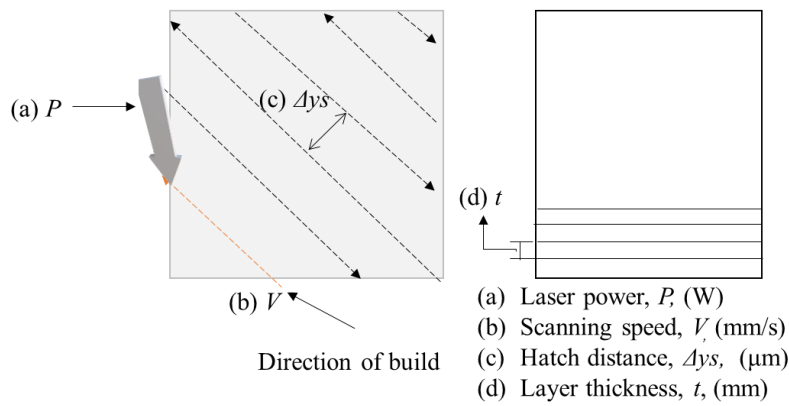 (a) P
(c) Δys
(d) t
(b) V
Direction of build
(a) Laser power, P, (W)
(b) Scanning speed, V, (mm/s)
(c) Hatch distance, Δys, (μm)
(d) Layer thickness, t, (mm)